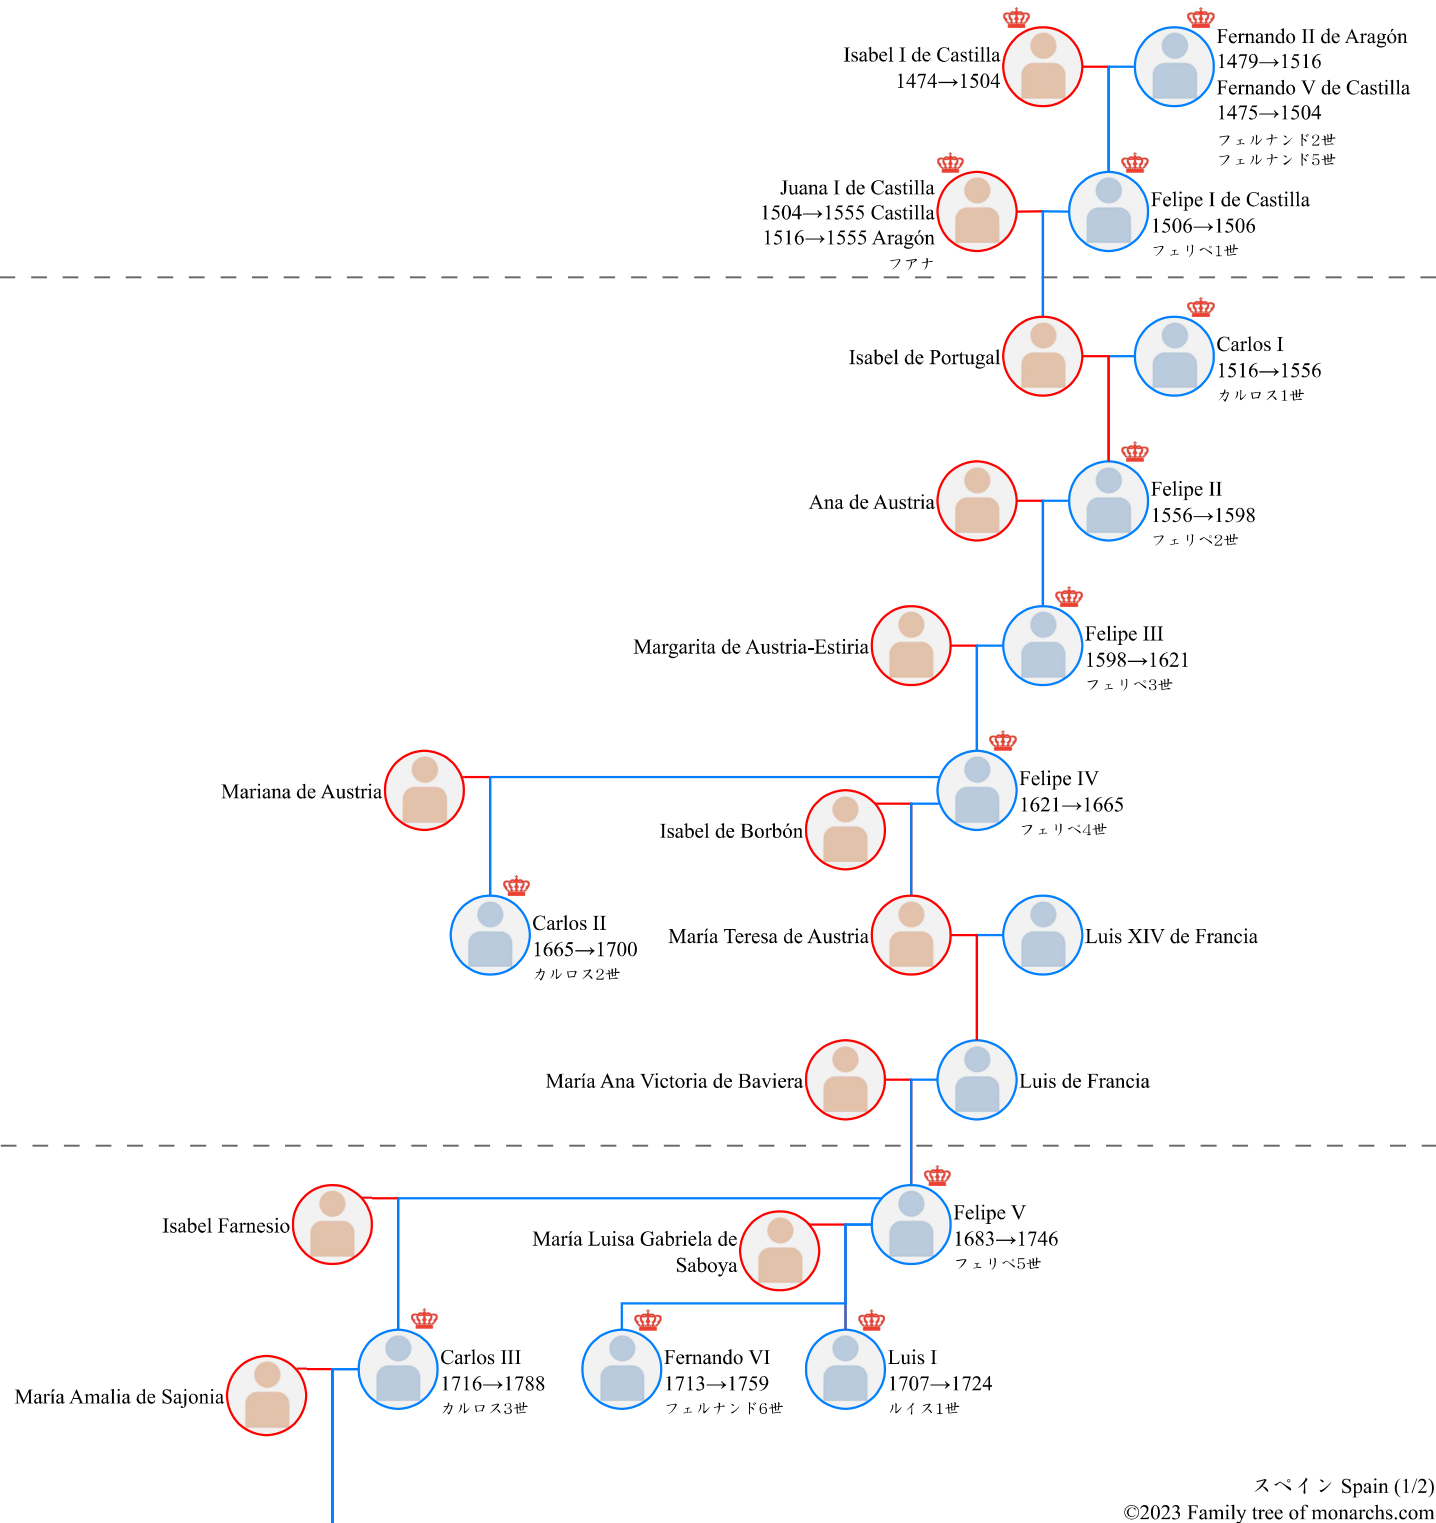 Isabel I de Castilla
1474→1504
Fernando II de Aragón
1479→1516
Fernando V de Castilla
1475→1504
フェルナンド2世
フェルナンド5世
Juana I de Castilla
1504→1555 Castilla
1516→1555 Aragón
フアナ
Felipe I de Castilla
1506→1506
フェリペ1世
Isabel de Portugal
Carlos I
1516→1556
カルロス1世
Ana de Austria
Felipe II
1556→1598
フェリペ2世
Margarita de Austria-Estiria
Felipe III
1598→1621
フェリペ3世
Mariana de Austria
Felipe IV
1621→1665
フェリペ4世
Isabel de Borbón
Carlos II
1665→1700
カルロス2世
María Teresa de Austria
Luis XIV de Francia
María Ana Victoria de Baviera
Luis de Francia
Isabel Farnesio
María Luisa Gabriela de
Saboya
Felipe V
1683→1746
フェリペ5世
María Amalia de Sajonia
Carlos III
1716→1788
カルロス3世
Fernando VI
1713→1759
フェルナンド6世
Luis I
1707→1724
ルイス1世
スペイン Spain (1/2)
©2023 Family tree of monarchs.com